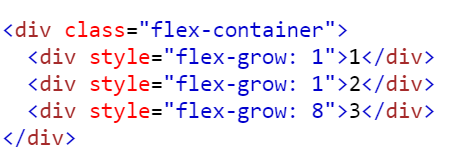 <div class="flex-container">
  <div style="flex-grow: 1">1</div>
  <div style="flex-grow: 1">2</div>
  <div style="flex-grow: 8">3</div>
</div>